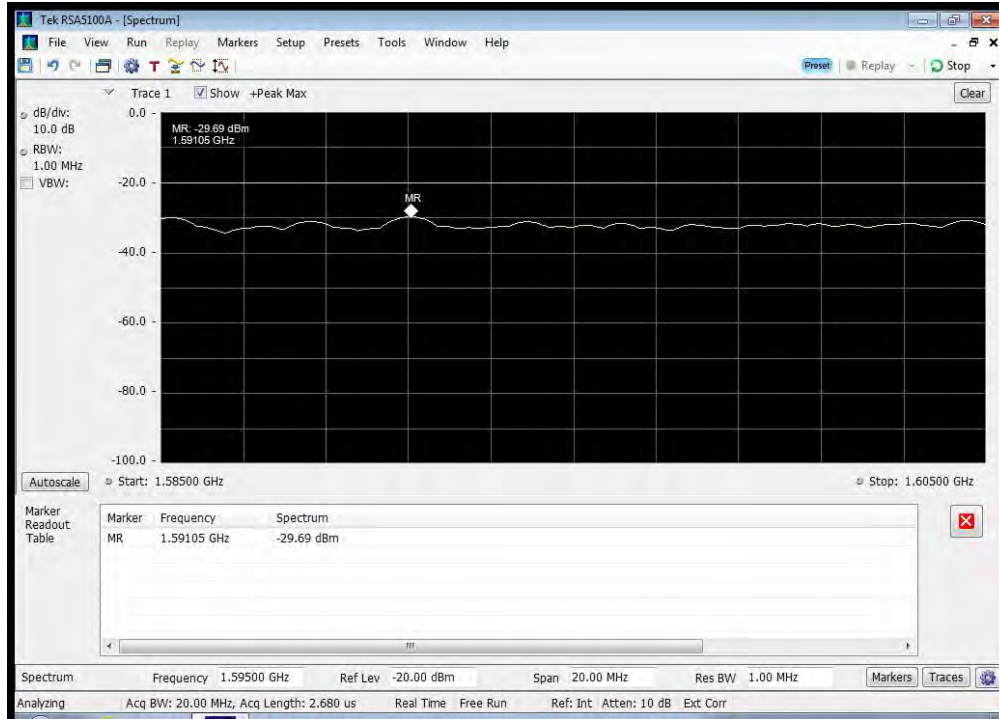 Tek RSA5100A - [Spectrum]
File View Run Replay Markers Setup Presets Tools Window Help
T
Preset Replay Stop
Trace 1 Show +Peak Max Clear
dB/div:
10.0 dB
RBW:
1.00 MHz
VBW:
0.0
MR: -29.69 dBm
1.59105 GHz
-20.0
MR
-40.0
-60.0
-80.0
-100.0
Autoscale Start: 1.58500 GHz Stop: 1.60500 GHz
Marker
Readout
Table
Marker Frequency Spectrum
MR 1.59105 GHz -29.69 dBm
Spectrum Frequency 1.59500 GHz Ref Lev -20.00 dBm Span 20.00 MHz Res BW 1.00 MHz Markers Traces
Analyzing Acq BW: 20.00 MHz, Acq Length: 2.680 us Real Time Free Run Ref: Int Atten: 10 dB Ext Corr